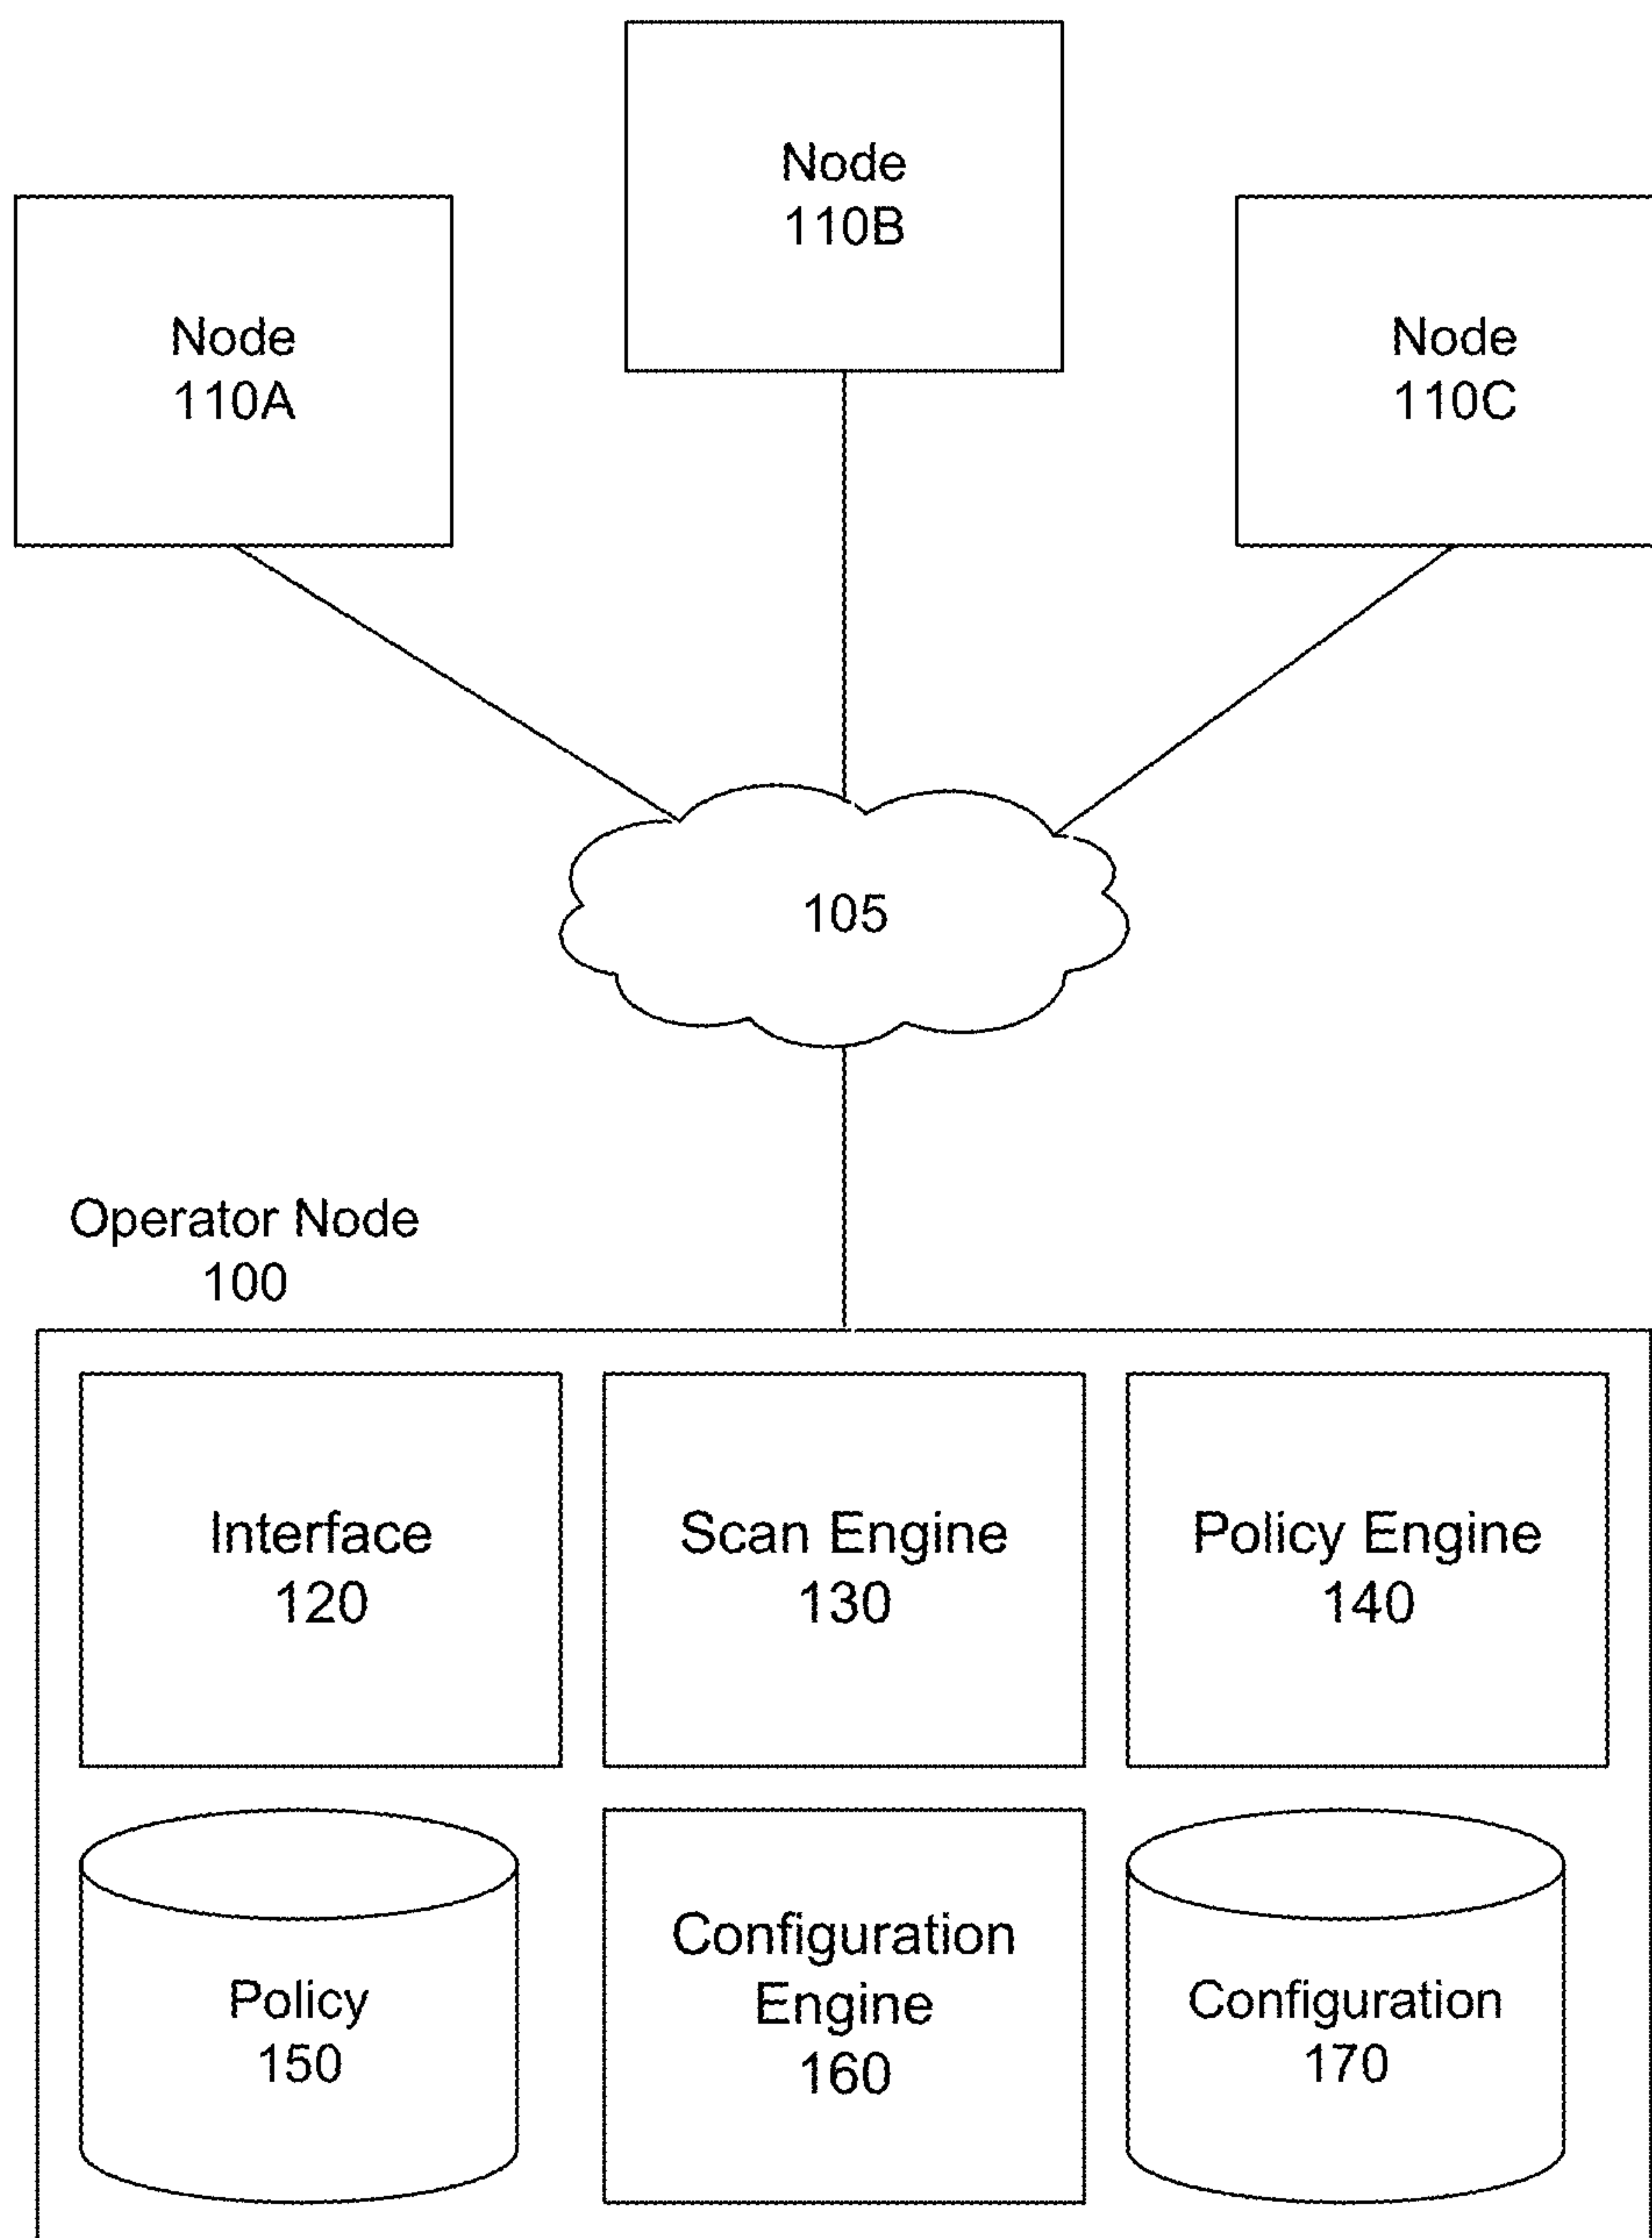 Node
110B
Node
110A
Node
110C
105
Operator Node
100
Interface
120
Scan Engine
130
Policy Engine
140
Policy
150
Configuration
Engine
160
Configuration
170